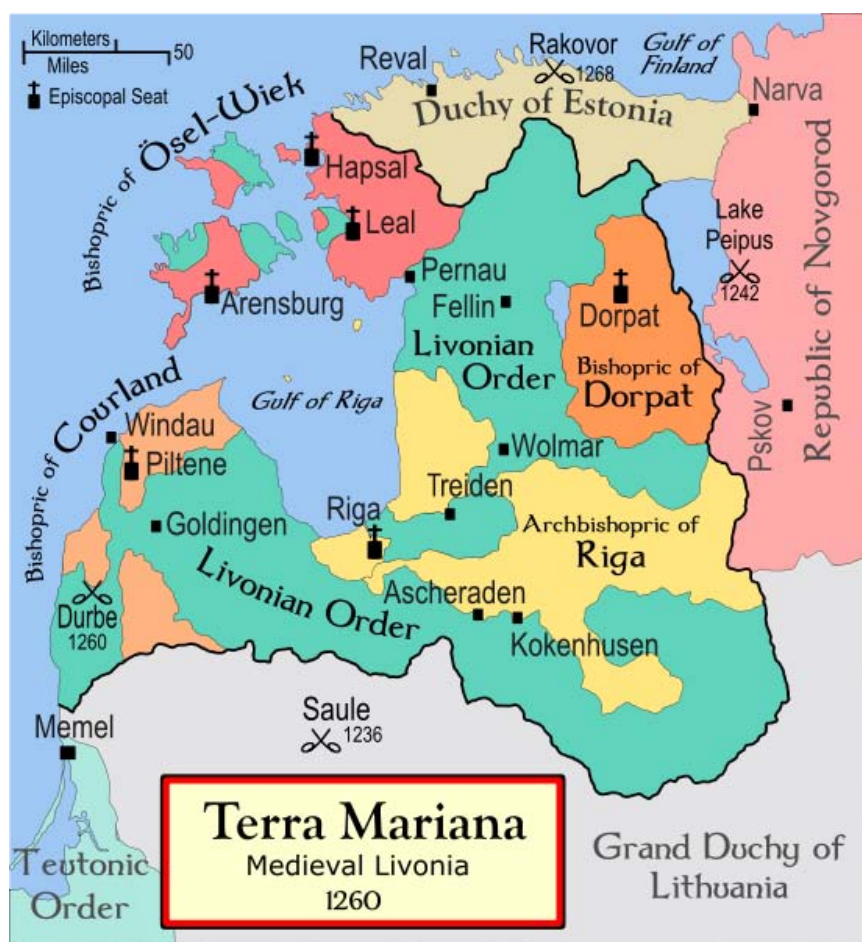 Kilometers
50
Miles
Episcopal Seat
Bishopric of Ösel-Wiek
Reval
Rakovor
1268
Gulf of
Finland
Duchy of Estonia
Narva
Hapsal
Leal
Arensburg
Pernau
Fellin
Livonian
Order
Dorpat
Bishopric of
Dorpat
Lake
Peipus
1242
Republic of Novgorod
Pskov
Bishopric of Courland
Gulf of Riga
Windau
Piltene
Goldingen
Wolmar
Treiden
Riga
Archbishopric of
Riga
Livonian Order
Ascheraden
Kokenhusen
Durbe
1260
Memel
Saule
1236
Terra Mariana
Medieval Livonia
1260
Teutonic
Order
Grand Duchy of
Lithuania